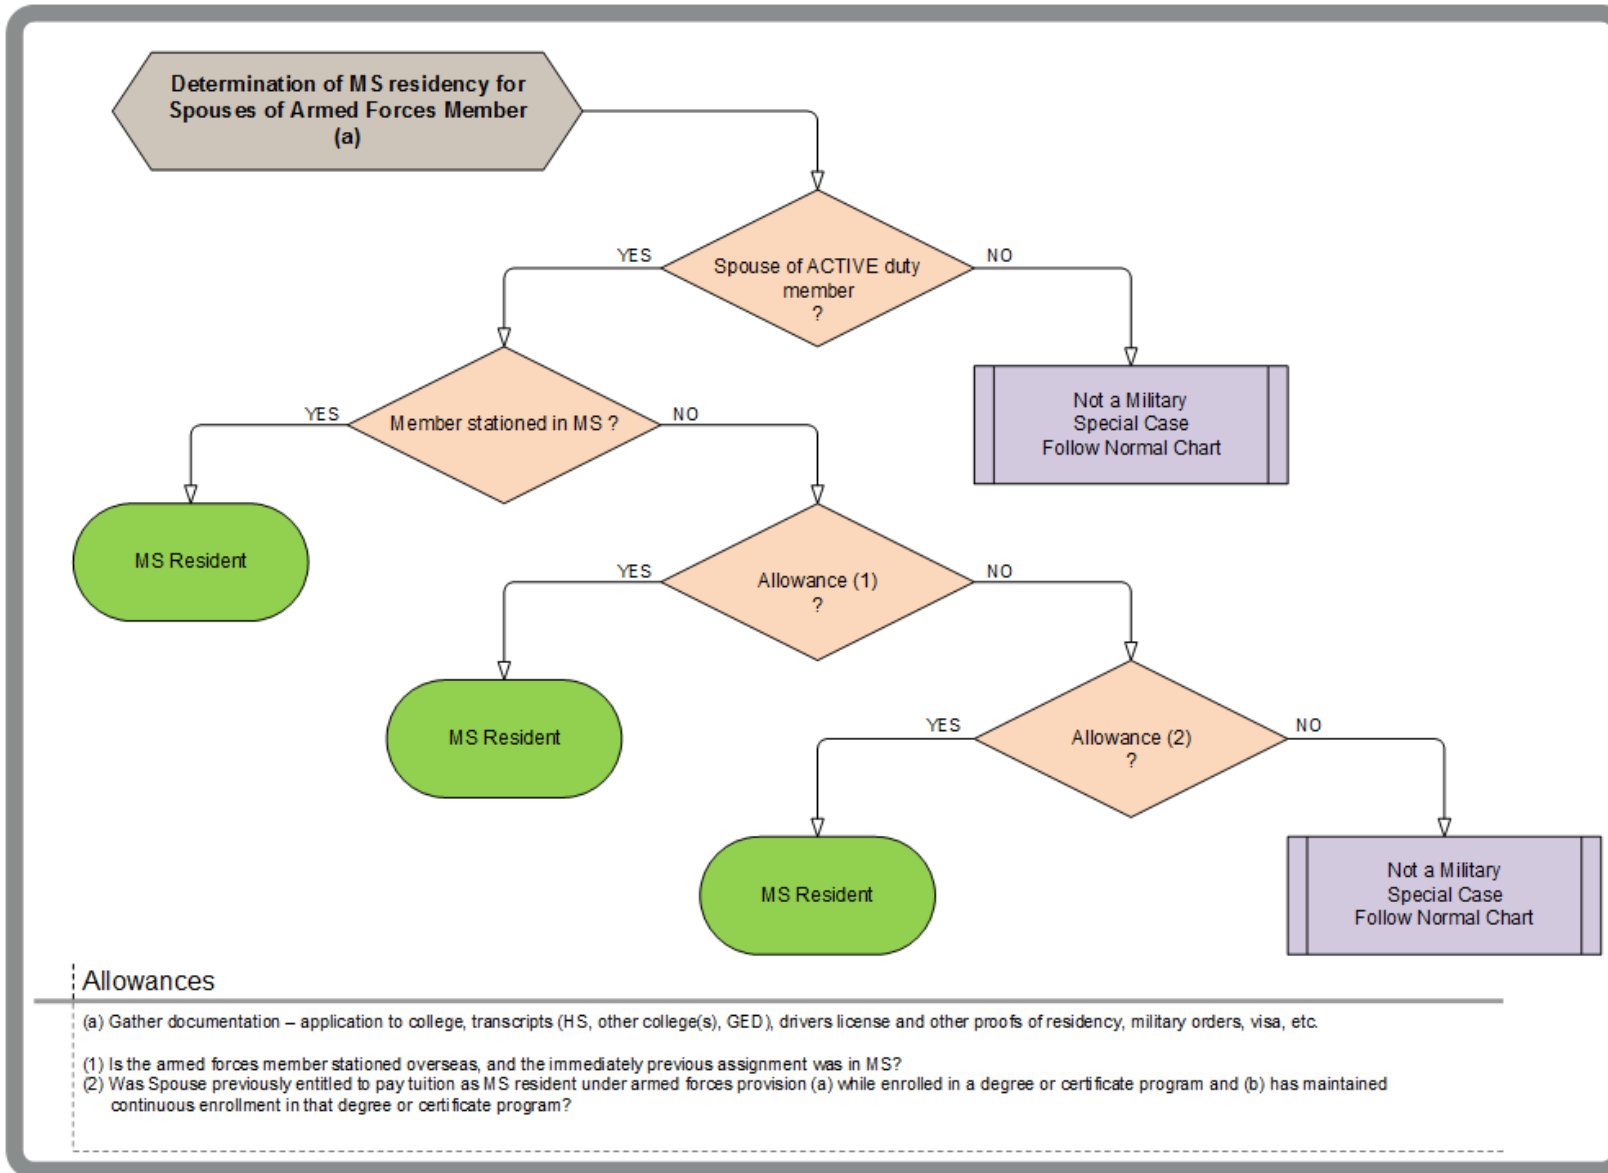 Determination of MS residency for
Spouses of Armed Forces Member
(a)
YES
Spouse of ACTIVE duty
member
?
NO
YES
Member stationed in MS ?
NO
Not a Military
Special Case
Follow Normal Chart
MS Resident
YES
Allowance (1)
?
NO
MS Resident
YES
Allowance (2)
?
NO
MS Resident
Not a Military
Special Case
Follow Normal Chart
Allowances
(a) Gather documentation – application to college, transcripts (HS, other college(s), GED), drivers license and other proofs of residency, military orders, visa, etc.
(1) Is the armed forces member stationed overseas, and the immediately previous assignment was in MS?
(2) Was Spouse previously entitled to pay tuition as MS resident under armed forces provision (a) while enrolled in a degree or certificate program and (b) has maintained
continuous enrollment in that degree or certificate program?